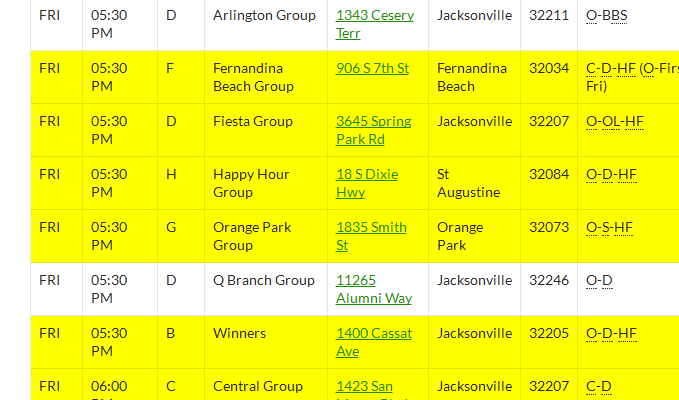 FRI 05:30 D Arlington Group 1343 Cesery Jacksonville 32211 O-BBS
PM Terr
FRI 05:30 F Fernandina 906 S 7th St Fernandina 32034 C-D-HF (O-Firs
PM Beach Group Beach Fri)
FRI 05:30 D Fiesta Group 3645 Spring Jacksonville 32207 O-OL-HF
PM Park Rd
FRI 05:30 H Happy Hour 18 S Dixie St 32084 O-D-HF
PM Group Hwy Augustine
FRI 05:30 G Orange Park 1835 Smith Orange 32073 O-S-HF
PM Group St Park
FRI 05:30 D Q Branch Group 11265 Jacksonville 32246 O-D
PM Alumni Way
FRI 05:30 B Winners 1400 Cassat Jacksonville 32205 O-D-HF
PM Ave
FRI 06:00 C Central Group 1423 San Jacksonville 32207 C-D